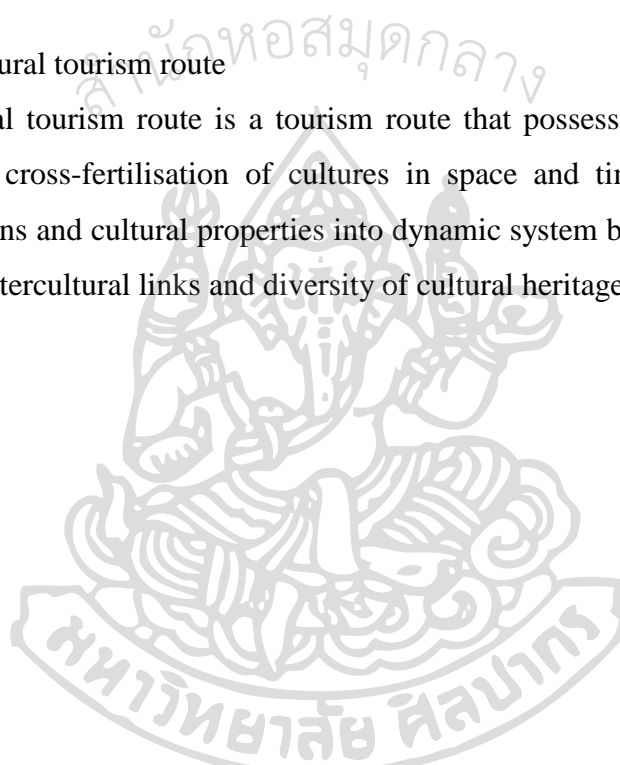 สำนักหอสมุดกลาง
ural tourism route
al tourism route is a tourism route that possess
cross-fertilisation of cultures in space and tir
ns and cultural properties into dynamic system b
tercultural links and diversity of cultural heritage
มหาวิทยาลัย ศิลปากร